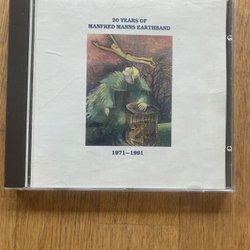 20 YEARS OF
MANFRED MANNS EARTHBAND
1971–1991